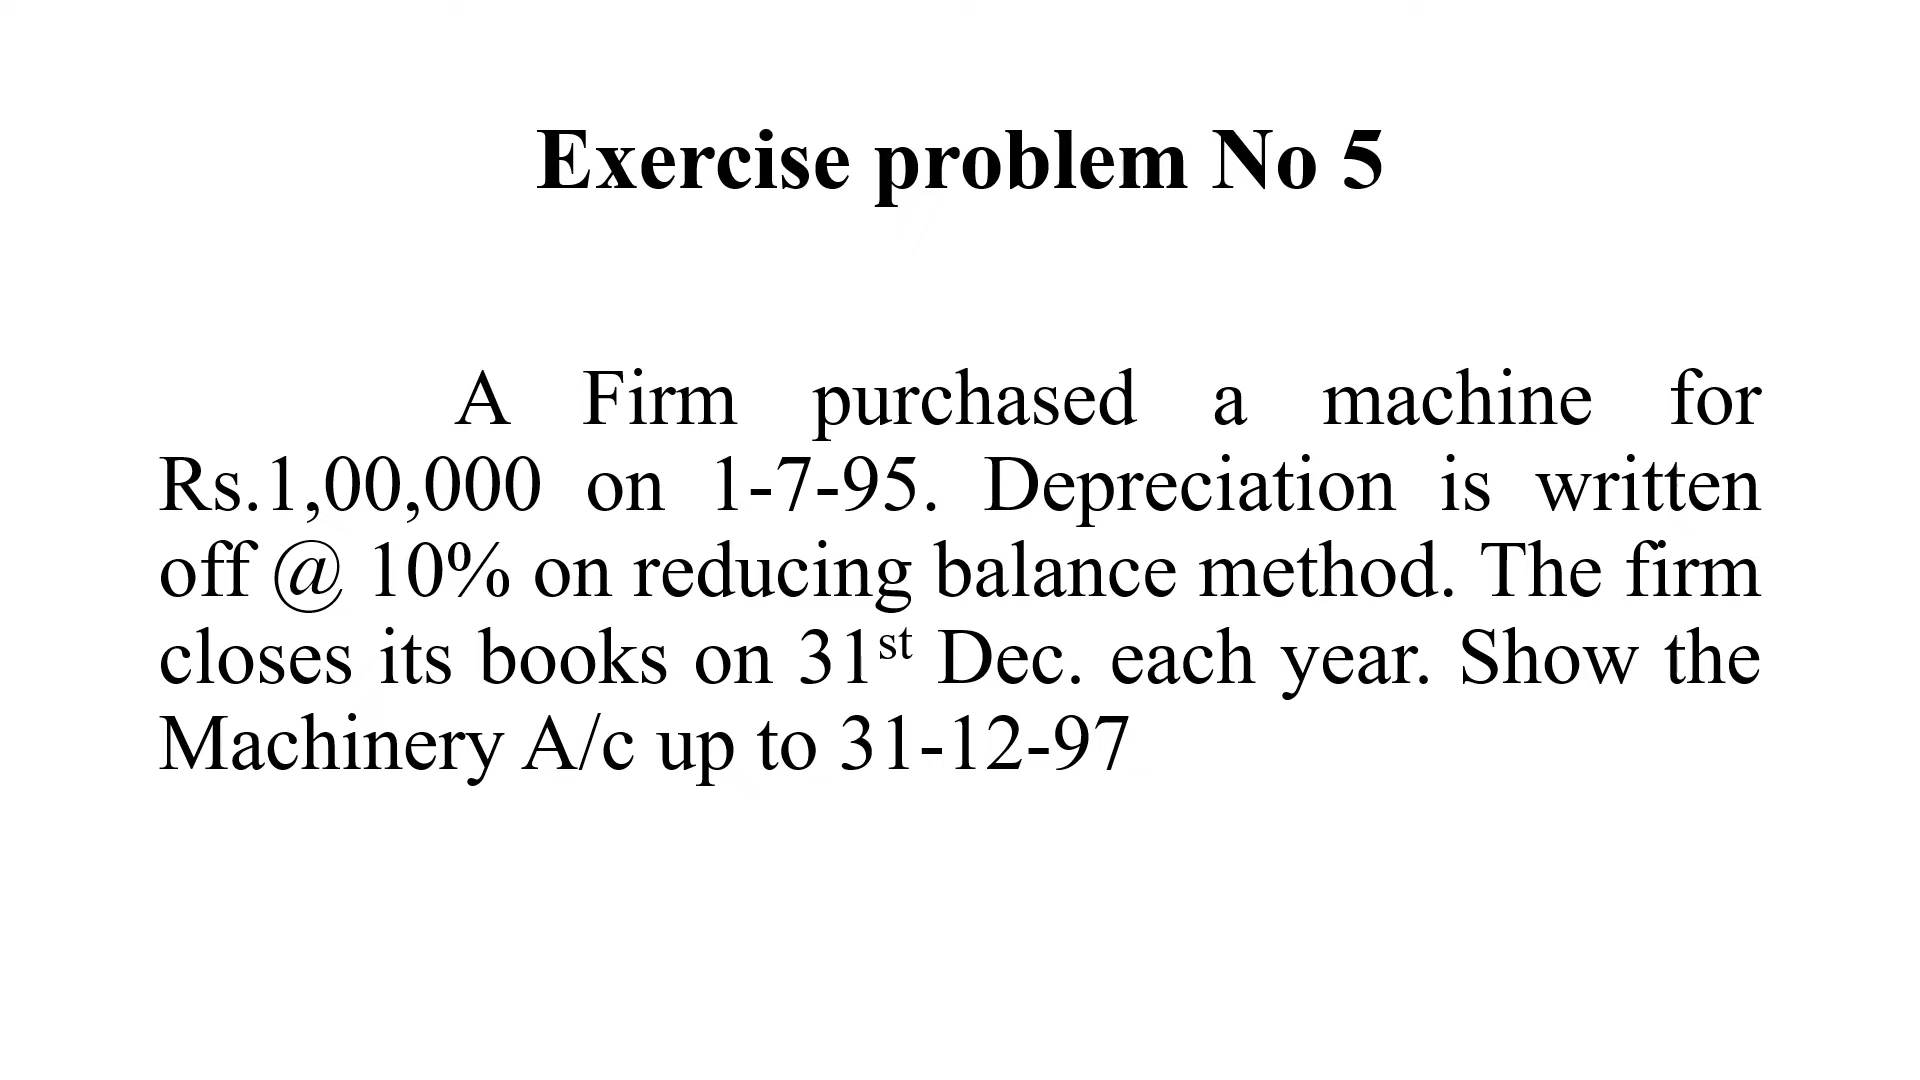 Exercise problem No 5
A Firm purchased a machine for
Rs.1,00,000 on 1-7-95. Depreciation is written
off @ 10% on reducing balance method. The firm
closes its books on 31st Dec. each year. Show the
Machinery A/c up to 31-12-97